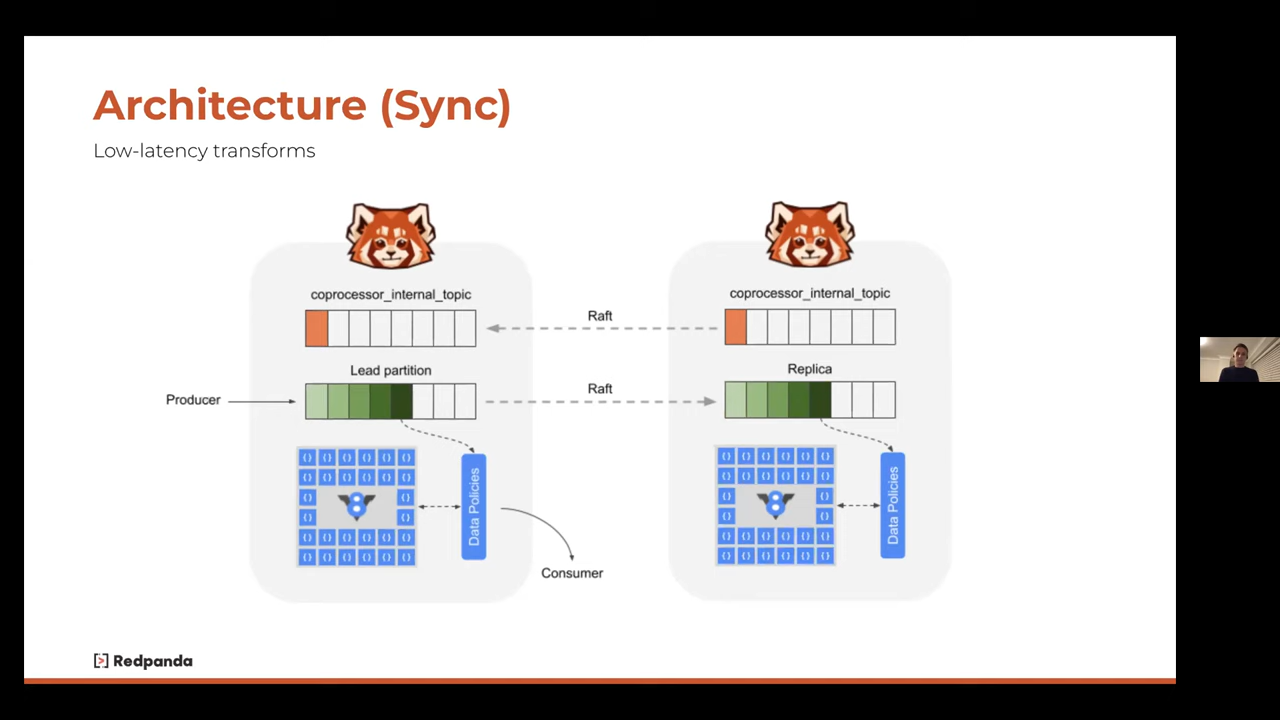 Architecture (Sync)
Low-latency transforms
coprocessor_internal_topic
coprocessor_internal_topic
Raft
Lead partition
Replica
Raft
Producer
Data Policies
Data Policies
Consumer
Redpanda